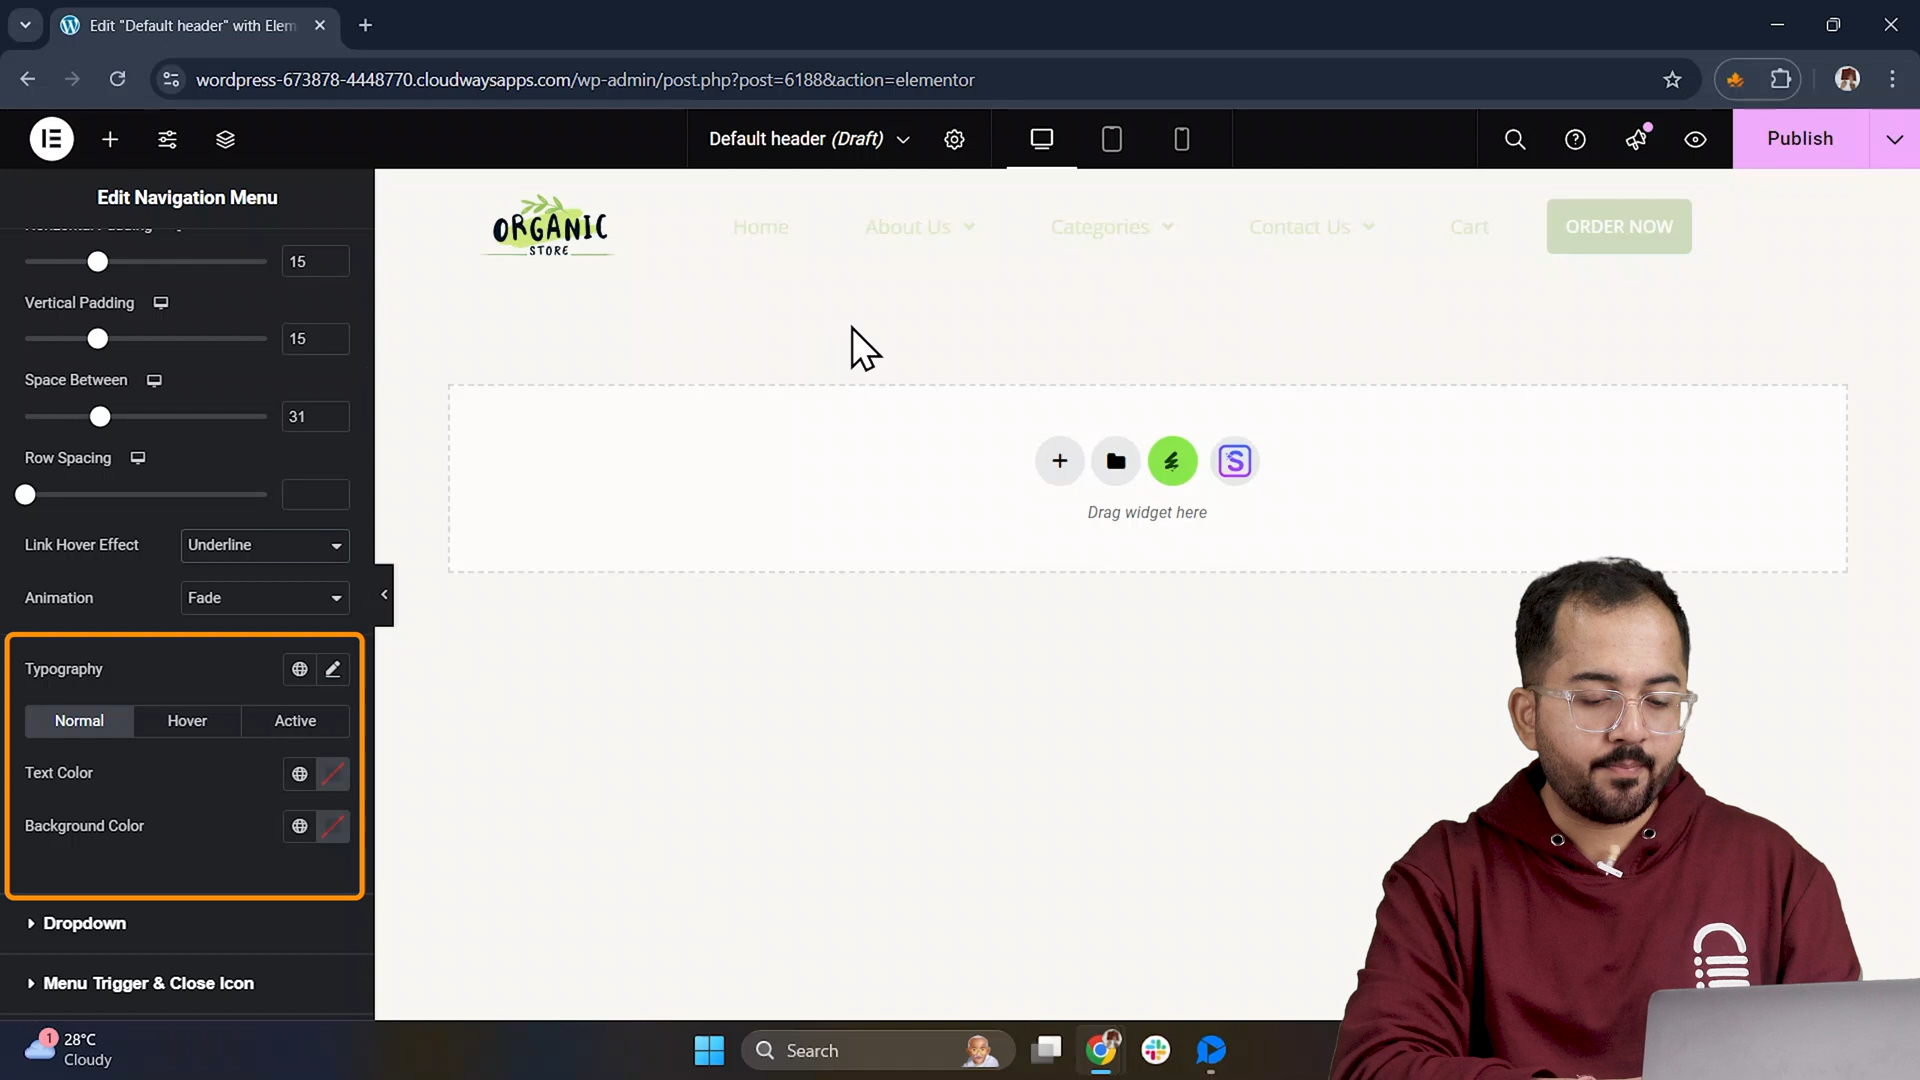 Edit "Default header" with Elem
wordpress-673878-4448770.cloudwaysapps.com/wp-admin/post.php?post=6188&action=elementor
Default header (Draft)
Publish
Edit Navigation Menu
Horizontal Padding
15
Vertical Padding
15
Space Between
31
Row Spacing
Link Hover Effect
Underline
Animation
Fade
Typography
Normal
Hover
Active
Text Color
Background Color
Dropdown
Menu Trigger & Close Icon
ORGANIC
STORE
Home
About Us
Categories
Contact Us
Cart
ORDER NOW
S
Drag widget here
1
28°C
Cloudy
Search